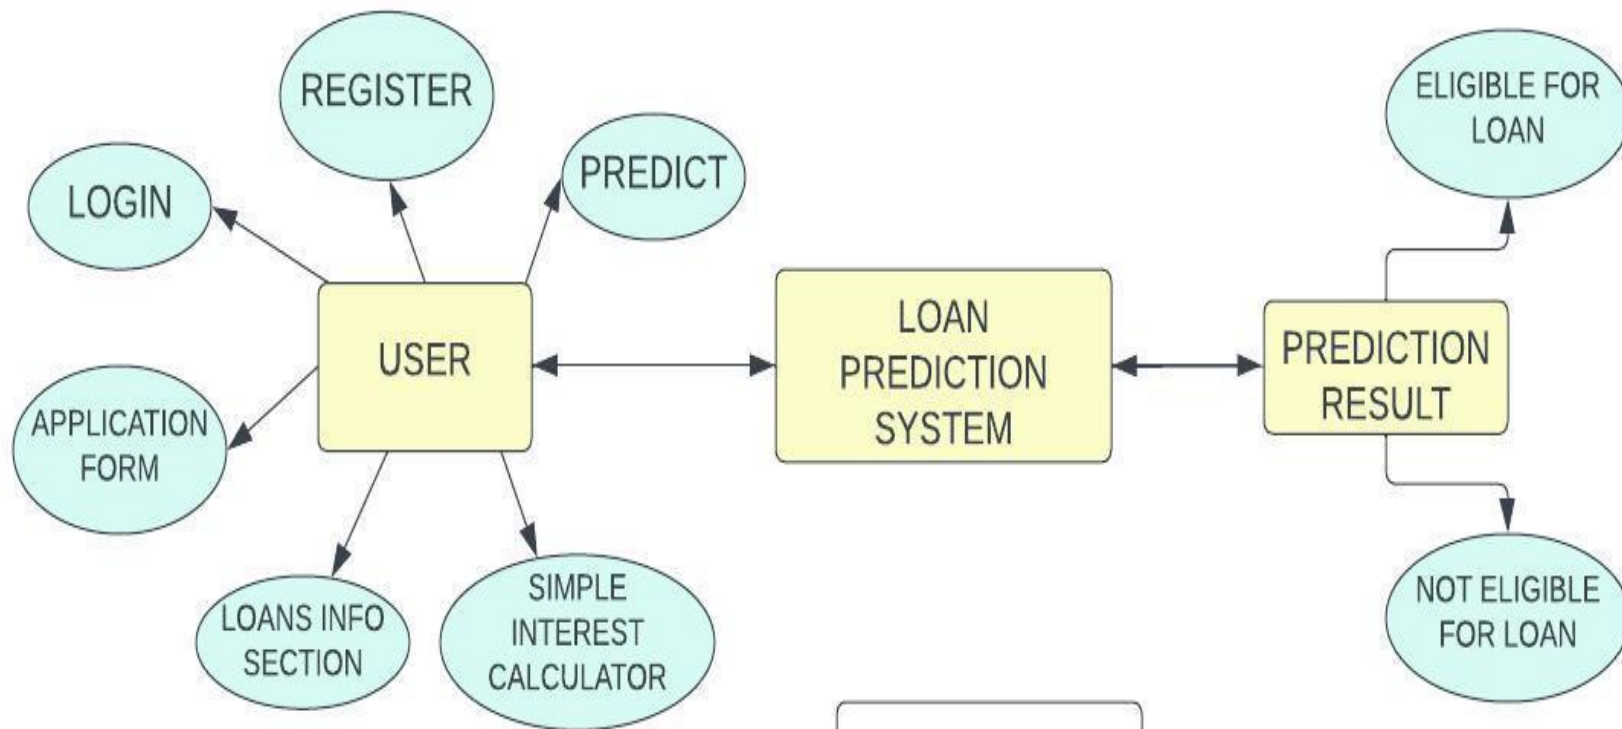 REGISTER
ELIGIBLE FOR
LOAN
PREDICT
LOGIN
USER
LOAN
PREDICTION
SYSTEM
PREDICTION
RESULT
APPLICATION
FORM
LOANS INFO
SECTION
SIMPLE
INTEREST
CALCULATOR
NOT ELIGIBLE
FOR LOAN